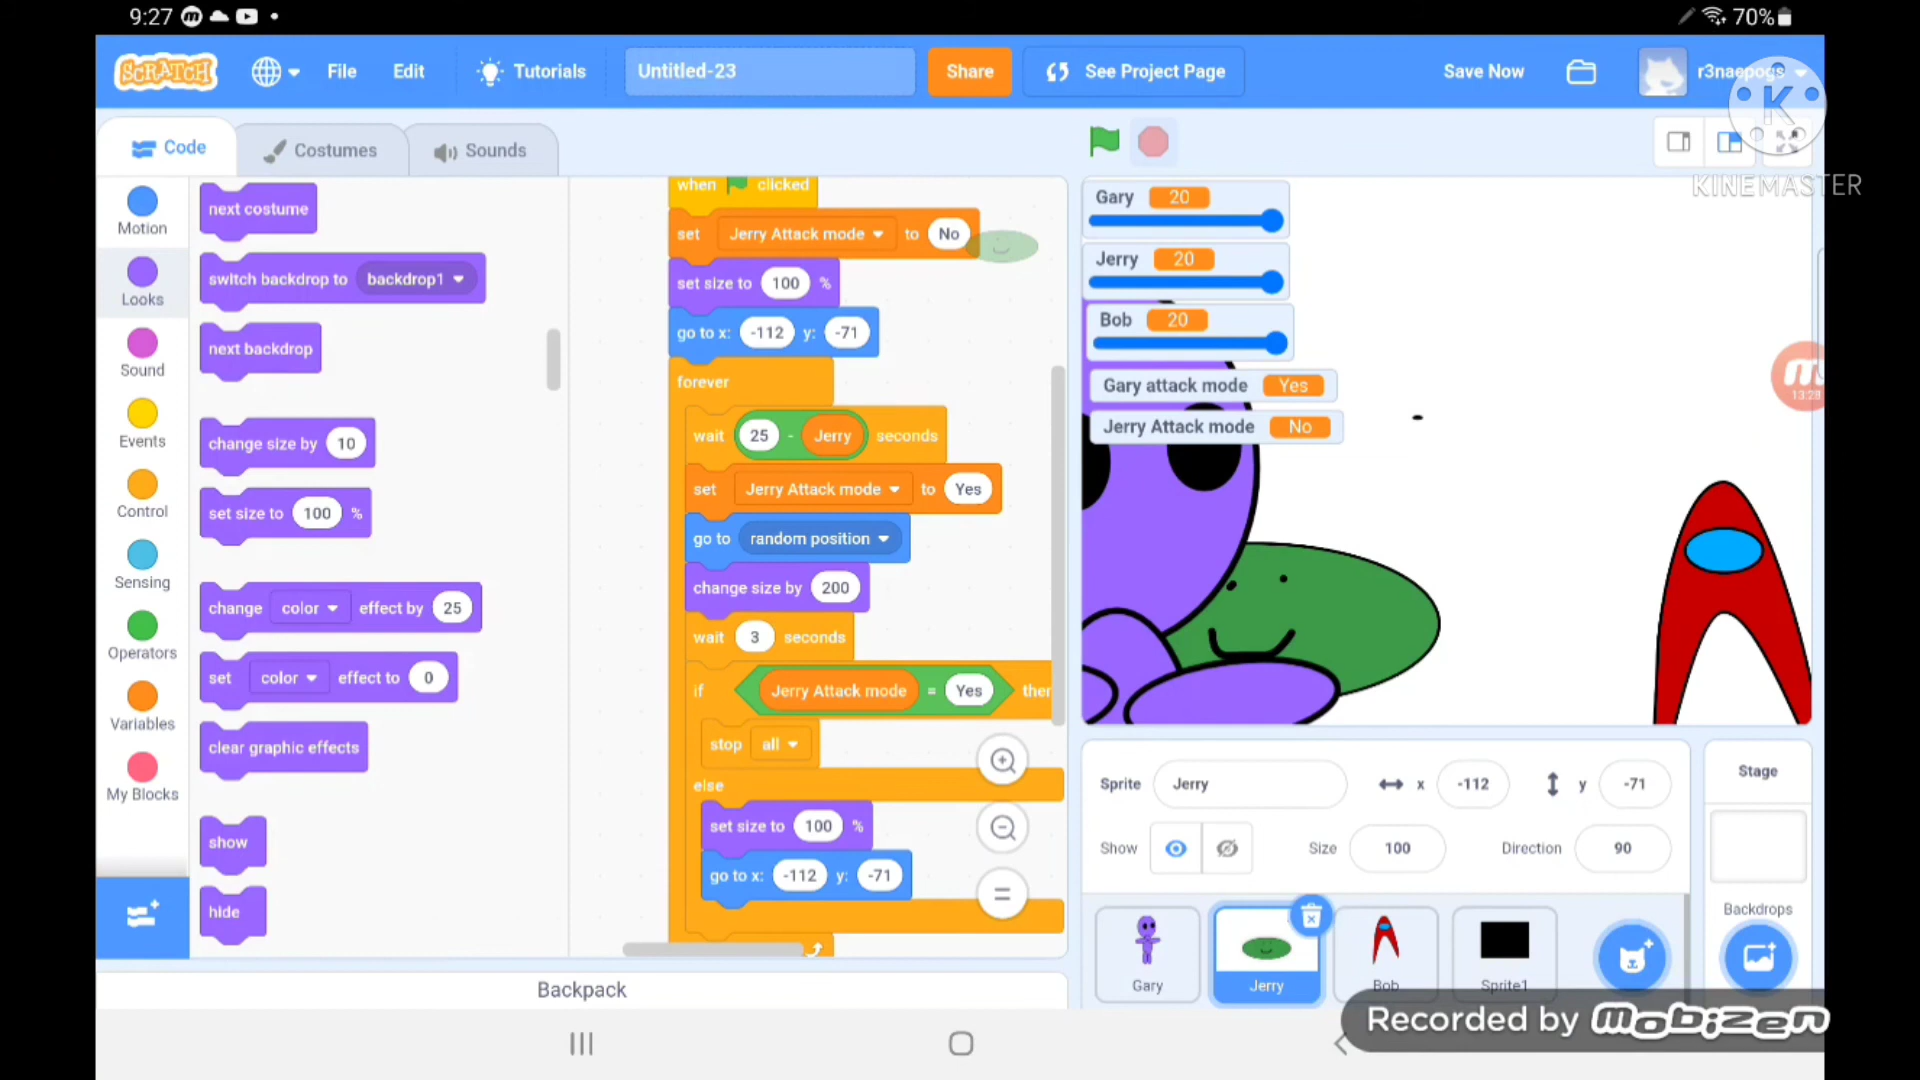 9:27
70%
SCRATCH
File
Edit
Tutorials
Untitled-23
Share
See Project Page
Save Now
r3naepogs
K
KINEMASTER
Code
Costumes
Sounds
Motion
Looks
Sound
Events
Control
Sensing
Operators
Variables
My Blocks
next costume
switch backdrop to backdrop1
next backdrop
change size by 10
set size to 100 %
change color effect by 25
set color effect to 0
clear graphic effects
show
hide
when clicked
set Jerry Attack mode to No
set size to 100 %
go to x: -112 y: -71
forever
wait 25 - Jerry seconds
set Jerry Attack mode to Yes
go to random position
change size by 200
wait 3 seconds
if Jerry Attack mode = Yes then
stop all
else
set size to 100 %
go to x: -112 y: -71
Backpack
Gary 20
Jerry 20
Bob 20
Gary attack mode Yes
Jerry Attack mode No
13:28
Sprite Jerry x -112 y -71
Show Size 100 Direction 90
Stage
Backdrops
Gary
Jerry
Bob
Sprite1
Recorded by Mobizen